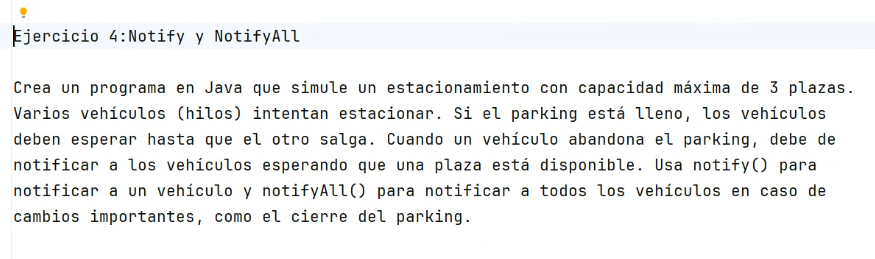 Ejercicio 4:Notify y NotifyAll
Crea un programa en Java que simule un estacionamiento con capacidad máxima de 3 plazas.
Varios vehículos (hilos) intentan estacionar. Si el parking está lleno, los vehículos
deben esperar hasta que el otro salga. Cuando un vehículo abandona el parking, debe de
notificar a los vehículos esperando que una plaza está disponible. Usa notify() para
notificar a un vehículo y notifyAll() para notificar a todos los vehículos en caso de
cambios importantes, como el cierre del parking.